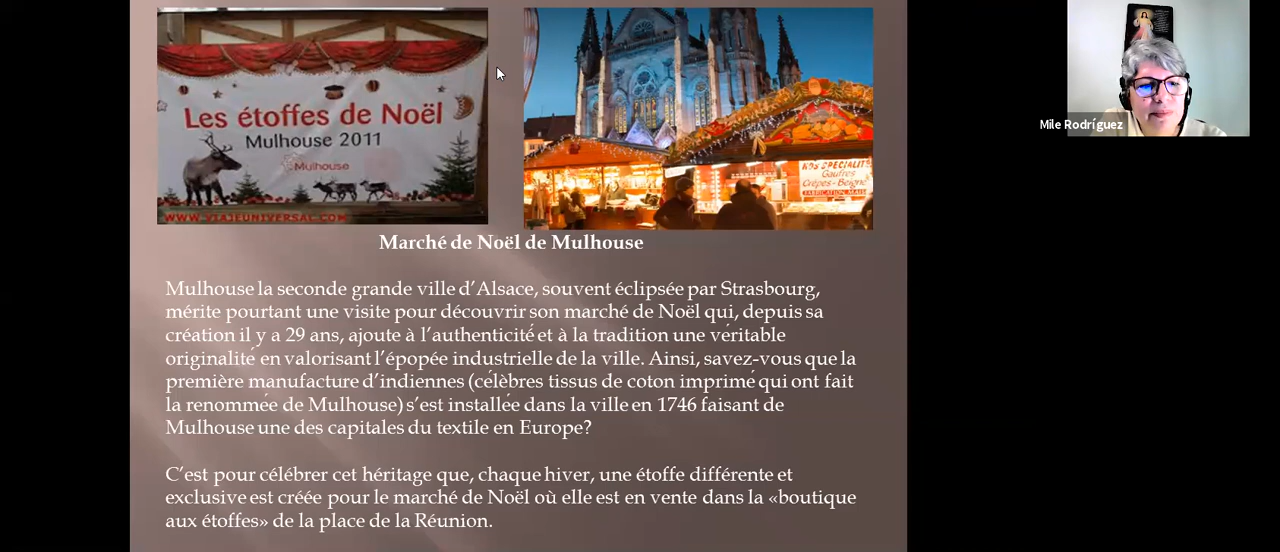 Les étoffes de Noël
Mulhouse 2011
Mulhouse
WWW.VIAJEUNIVERSAL.COM
NOS SPECIALITÉS
Gaufres
Crêpes-Beignets
FABRICATION MAISON
Mile Rodríguez
Marché de Noël de Mulhouse
Mulhouse la seconde grande ville d’Alsace, souvent éclipsée par Strasbourg,
mérite pourtant une visite pour découvrir son marché de Noël qui, depuis sa
création il y a 29 ans, ajoute à l’authenticité et à la tradition une véritable
originalité en valorisant l’épopée industrielle de la ville. Ainsi, savez-vous que la
première manufacture d’indiennes (célèbres tissus de coton imprimé qui ont fait
la renommée de Mulhouse) s’est installée dans la ville en 1746 faisant de
Mulhouse une des capitales du textile en Europe?
C’est pour célébrer cet héritage que, chaque hiver, une étoffe différente et
exclusive est créée pour le marché de Noël où elle est en vente dans la «boutique
aux étoffes» de la place de la Réunion.